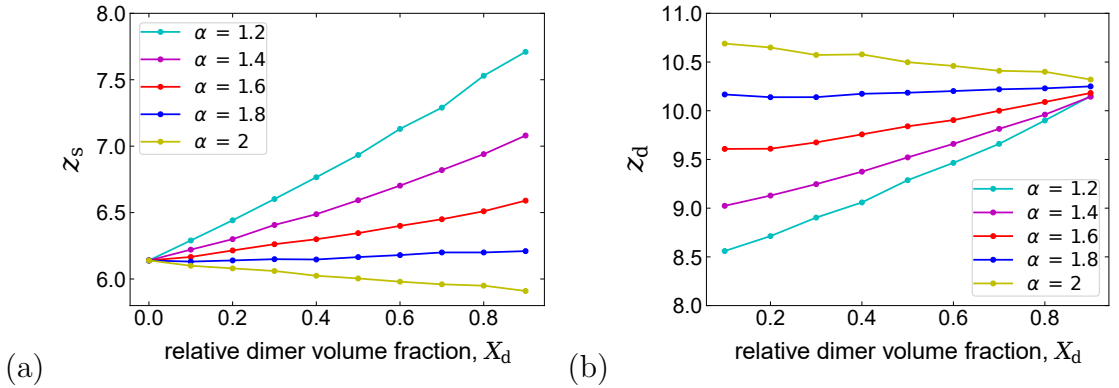 8.0
7.5
7.0
6.5
6.0
z_s
α = 1.2
α = 1.4
α = 1.6
α = 1.8
α = 2
0.0 0.2 0.4 0.6 0.8
relative dimer volume fraction, X_d
(a)
11.0
10.5
10.0
9.5
9.0
8.5
8.0
z_d
α = 1.2
α = 1.4
α = 1.6
α = 1.8
α = 2
0.2 0.4 0.6 0.8
relative dimer volume fraction, X_d
(b)